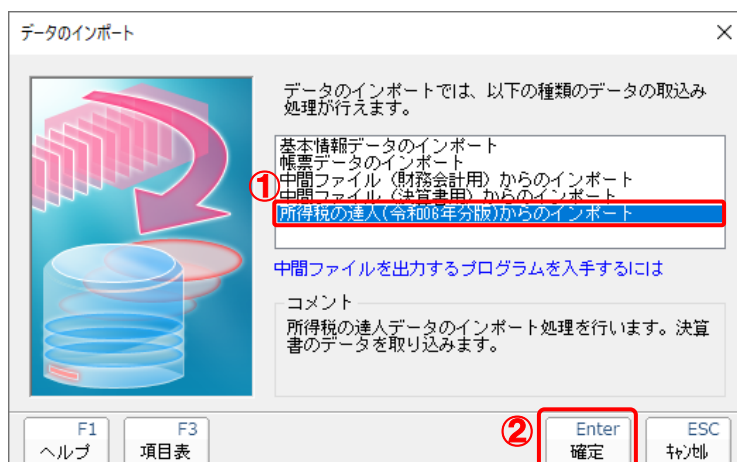 データのインポート
データのインポートでは、以下の種類のデータの取込み
処理が行えます。
基本情報データのインポート
帳票データのインポート
中間ファイル（財務会計用）からのインポート
中間ファイル（決算書用）からのインポート
①
所得税の達人(令和06年分版)からのインポート
中間ファイルを出力するプログラムを入手するには
コメント
所得税の達人データのインポート処理を行います。決算
書のデータを取り込みます。
F1
ヘルプ
F3
項目表
②
Enter
確定
ESC
ｷｬﾝｾﾙ